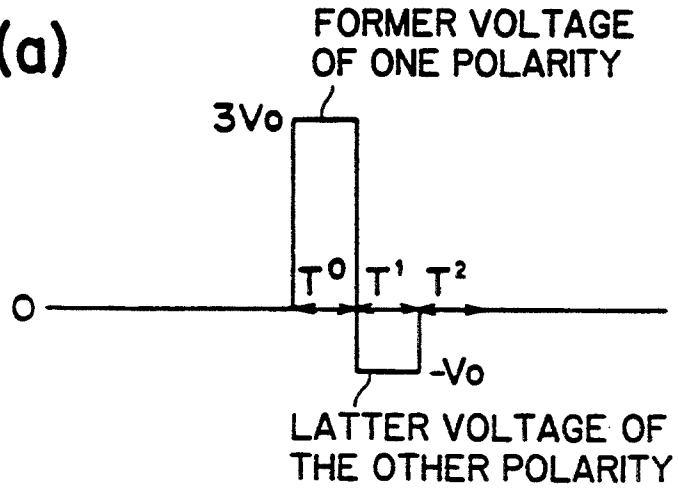 (a)
FORMER VOLTAGE
OF ONE POLARITY
3Vo
T⁰ T¹ T²
0
-Vo
LATTER VOLTAGE OF
THE OTHER POLARITY